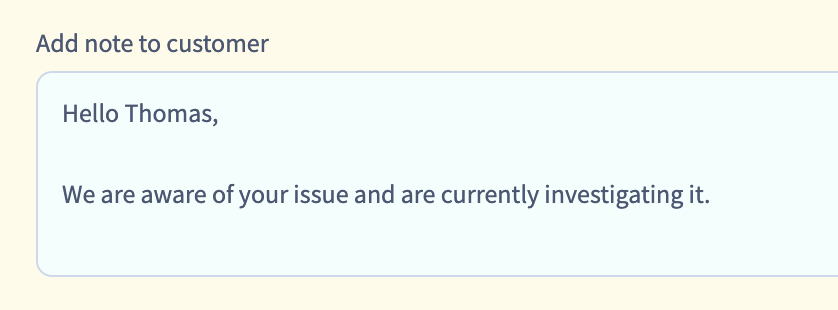 Add note to customer
Hello Thomas,
We are aware of your issue and are currently investigating it.